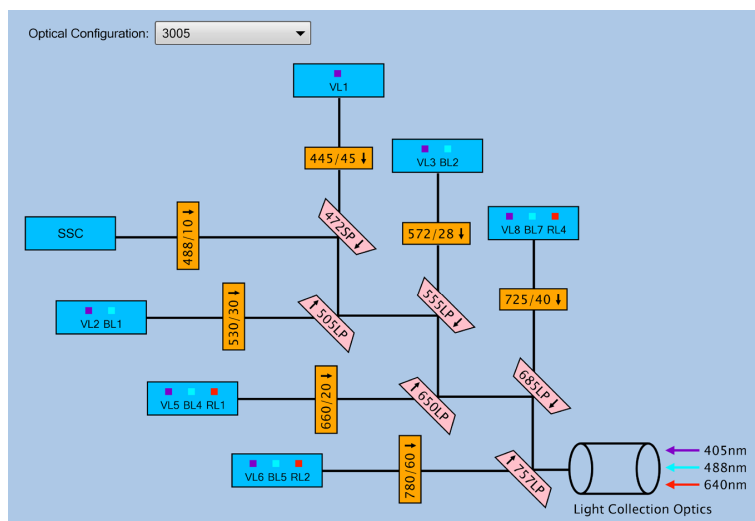 Optical Configuration: 3005
VL1
445/45
VL3 BL2
472SP
572/28
VL8 BL7 RL4
SSC
488/10
555LP
725/40
VL2 BL1
530/30
505LP
685LP
VL5 BL4 RL1
660/20
650LP
VL6 BL5 RL2
780/60
757LP
405nm
488nm
640nm
Light Collection Optics